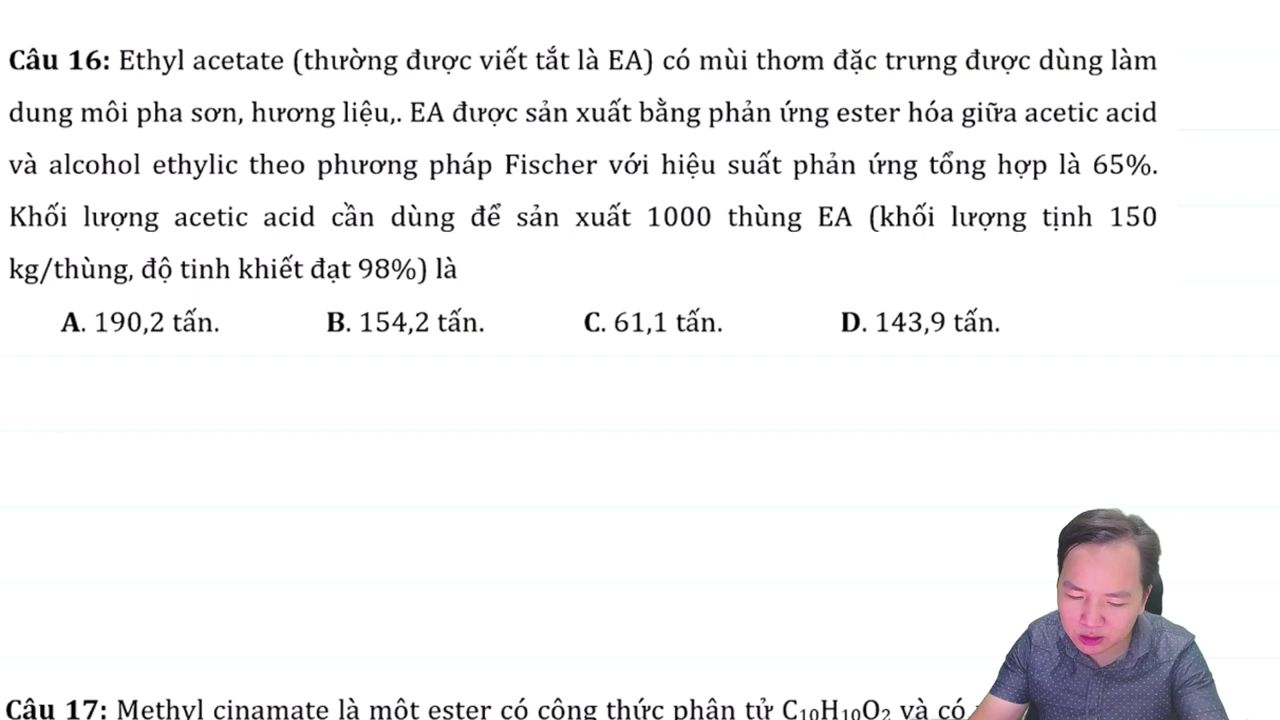 Câu 16: Ethyl acetate (thường được viết tắt là EA) có mùi thơm đặc trưng được dùng làm
dung môi pha sơn, hương liệu,. EA được sản xuất bằng phản ứng ester hóa giữa acetic acid
và alcohol ethylic theo phương pháp Fischer với hiệu suất phản ứng tổng hợp là 65%.
Khối lượng acetic acid cần dùng để sản xuất 1000 thùng EA (khối lượng tịnh 150
kg/thùng, độ tinh khiết đạt 98%) là
A. 190,2 tấn. B. 154,2 tấn. C. 61,1 tấn. D. 143,9 tấn.
Câu 17: Methyl cinamate là một ester có công thức phân tử C₁₀H₁₀O₂ và có